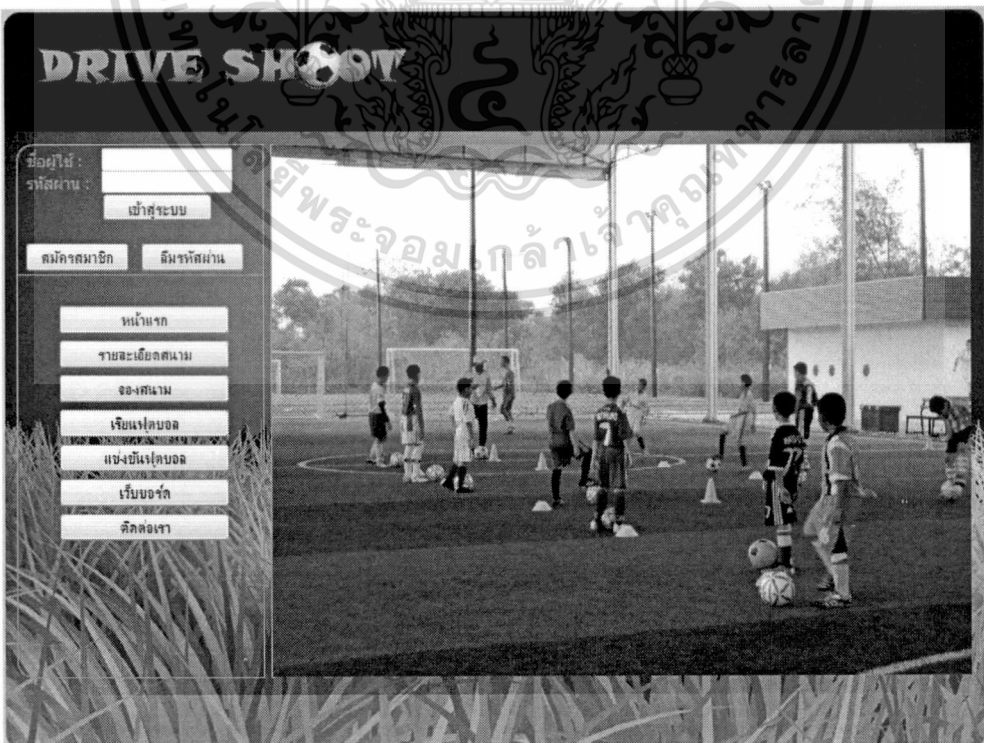 DRIVE SHOOT
ชื่อผู้ใช้ :
รหัสผ่าน :
เข้าสู่ระบบ
สมัครสมาชิก ลืมรหัสผ่าน
หน้าแรก
รายละเอียดสนาม
จองสนาม
เรียนฟุตบอล
แข่งขันฟุตบอล
เว็บบอร์ด
ติดต่อเรา
7